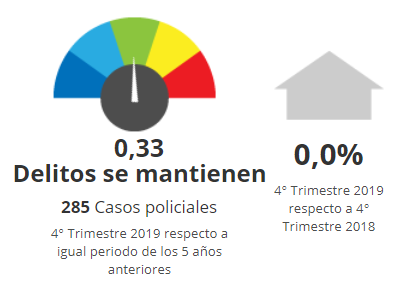 0,33
Delitos se mantienen
285 Casos policiales
4° Trimestre 2019 respecto a
igual periodo de los 5 años
anteriores
0,0%
4° Trimestre 2019
respecto a 4°
Trimestre 2018